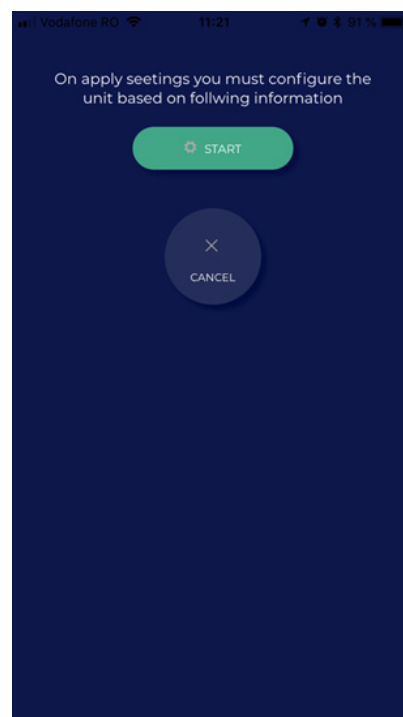 Vodafone RO 11:21 91 %
On apply seetings you must configure the
unit based on follwing information
START
CANCEL